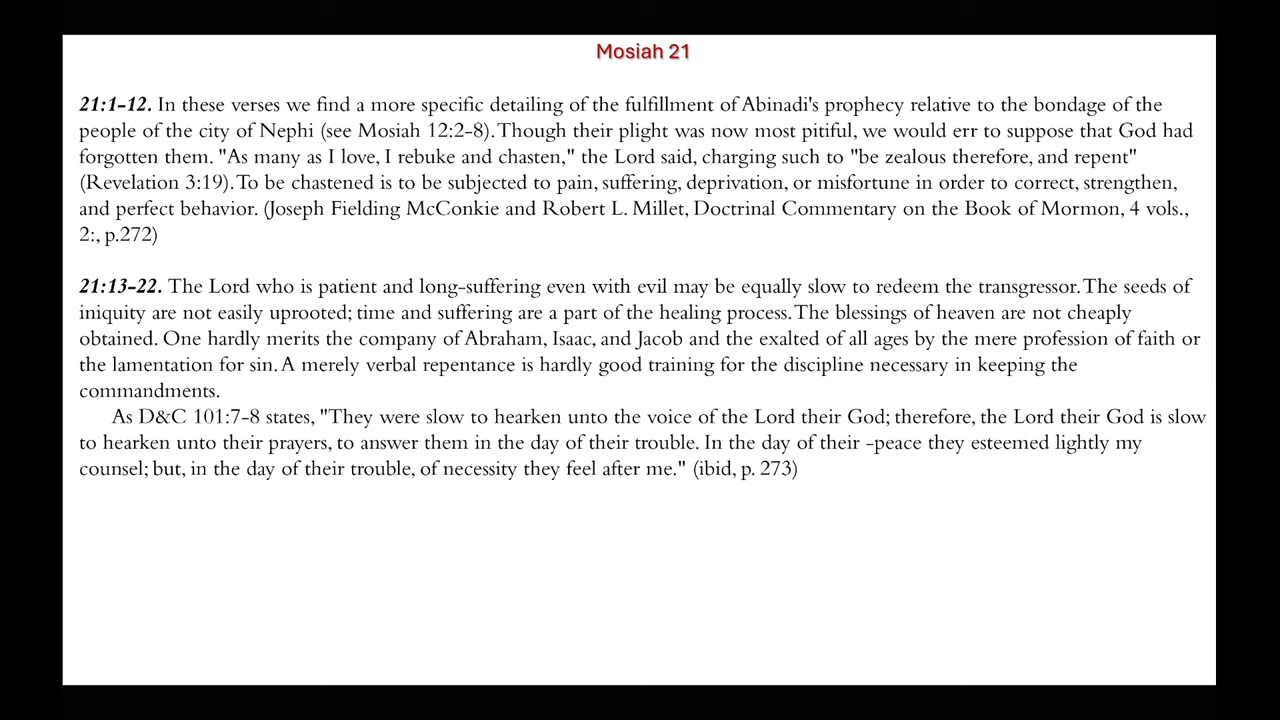 Mosiah 21
21:1-12. In these verses we find a more specific detailing of the fulfillment of Abinadi's prophecy relative to the bondage of the
people of the city of Nephi (see Mosiah 12:2-8). Though their plight was now most pitiful, we would err to suppose that God had
forgotten them. "As many as I love, I rebuke and chasten," the Lord said, charging such to "be zealous therefore, and repent"
(Revelation 3:19). To be chastened is to be subjected to pain, suffering, deprivation, or misfortune in order to correct, strengthen,
and perfect behavior. (Joseph Fielding McConkie and Robert L. Millet, Doctrinal Commentary on the Book of Mormon, 4 vols.,
2:, p.272)
21:13-22. The Lord who is patient and long-suffering even with evil may be equally slow to redeem the transgressor. The seeds of
iniquity are not easily uprooted; time and suffering are a part of the healing process. The blessings of heaven are not cheaply
obtained. One hardly merits the company of Abraham, Isaac, and Jacob and the exalted of all ages by the mere profession of faith or
the lamentation for sin. A merely verbal repentance is hardly good training for the discipline necessary in keeping the
commandments.
As D&C 101:7-8 states, "They were slow to hearken unto the voice of the Lord their God; therefore, the Lord their God is slow
to hearken unto their prayers, to answer them in the day of their trouble. In the day of their -peace they esteemed lightly my
counsel; but, in the day of their trouble, of necessity they feel after me." (ibid, p. 273)